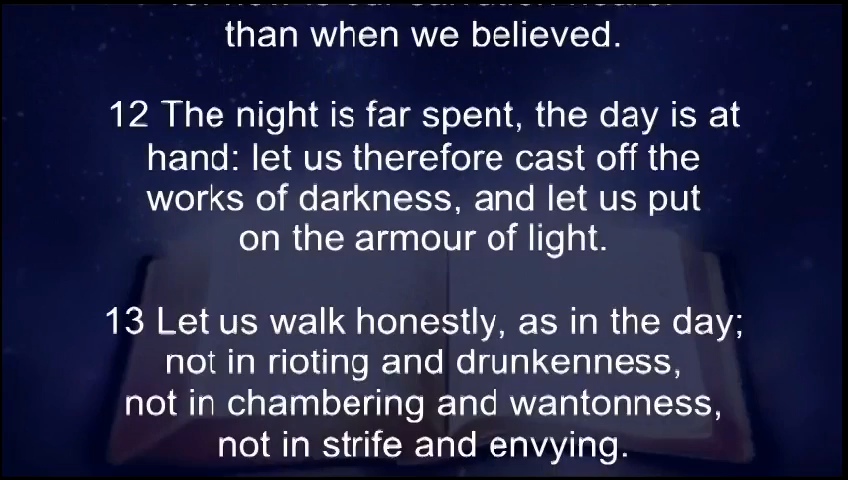 than when we believed.
12 The night is far spent, the day is at
hand: let us therefore cast off the
works of darkness, and let us put
on the armour of light.
13 Let us walk honestly, as in the day;
not in rioting and drunkenness,
not in chambering and wantonness,
not in strife and envying.